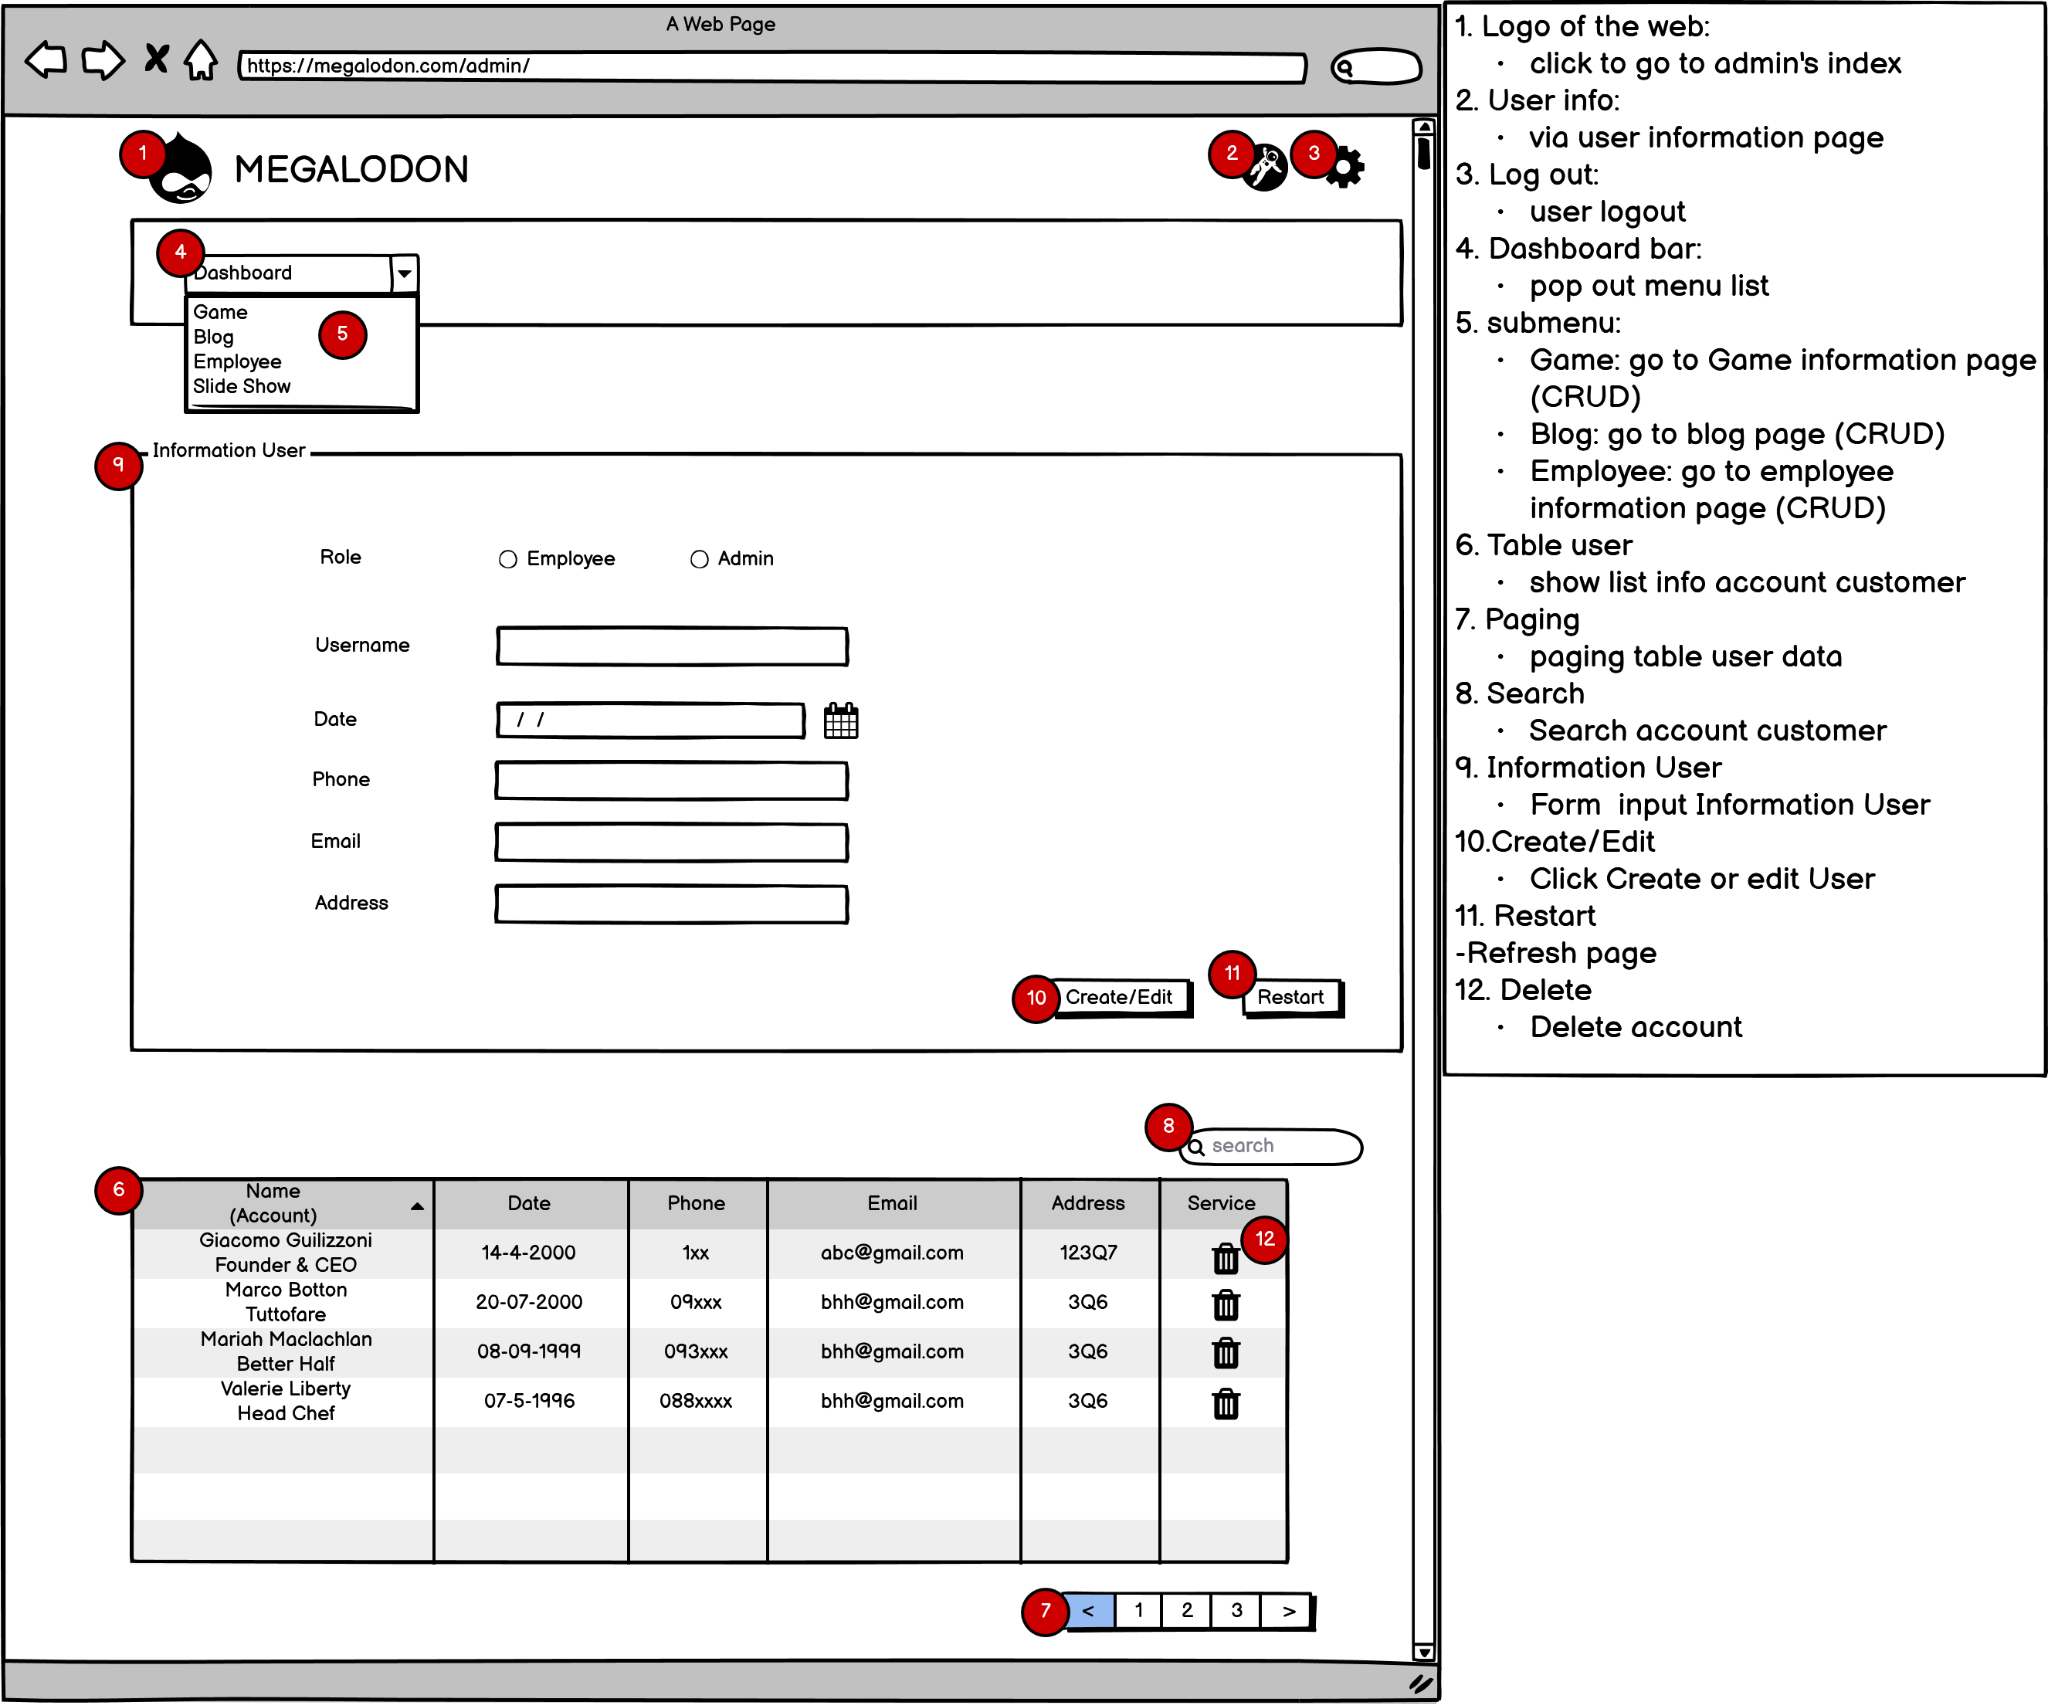 A Web Page
https://megalodon.com/admin/
1
MEGALODON
2
3
4
Dashboard
Game
Blog
Employee
Slide Show
5
9
Information User
Role
Employee
Admin
Username
Date
/ /
Phone
Email
Address
10
Create/Edit
11
Restart
8
search
6
Name
(Account)
Date
Phone
Email
Address
Service
Giacomo Guilizzoni
Founder & CEO
14-4-2000
1xx
abc@gmail.com
123Q7
12
Marco Botton
Tuttofare
20-07-2000
09xxx
bhh@gmail.com
3Q6
Mariah Maclachlan
Better Half
08-09-1999
093xxx
bhh@gmail.com
3Q6
Valerie Liberty
Head Chef
07-5-1996
088xxxx
bhh@gmail.com
3Q6
7
< 1 2 3 >
1. Logo of the web:
• click to go to admin's index
2. User info:
• via user information page
3. Log out:
• user logout
4. Dashboard bar:
• pop out menu list
5. submenu:
• Game: go to Game information page
(CRUD)
• Blog: go to blog page (CRUD)
• Employee: go to employee
information page (CRUD)
6. Table user
• show list info account customer
7. Paging
• paging table user data
8. Search
• Search account customer
9. Information User
• Form  input Information User
10.Create/Edit
• Click Create or edit User
11. Restart
-Refresh page
12. Delete
• Delete account